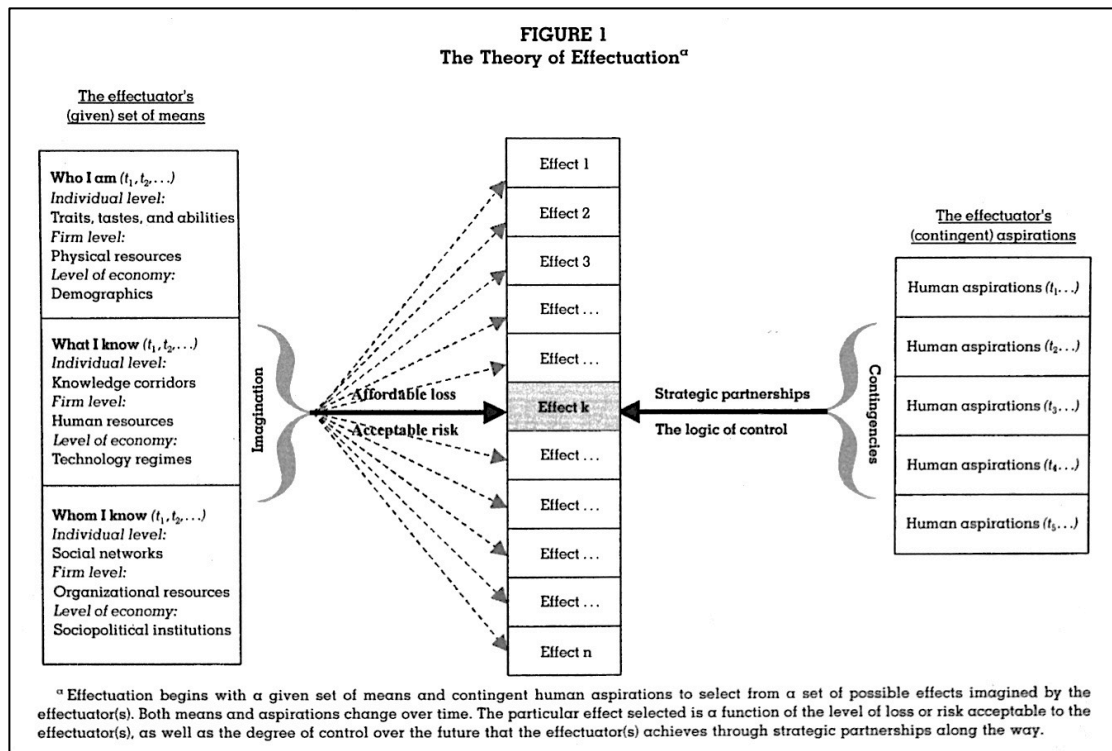 FIGURE 1
The Theory of Effectuationᵅ
The effectuator's
(given) set of means
Who I am (t₁, t₂,...)
Individual level:
Traits, tastes, and abilities
Firm level:
Physical resources
Level of economy:
Demographics
What I know (t₁, t₂,...)
Individual level:
Knowledge corridors
Firm level:
Human resources
Level of economy:
Technology regimes
Whom I know (t₁, t₂,...)
Individual level:
Social networks
Firm level:
Organizational resources
Level of economy:
Sociopolitical institutions
Imagination
Affordable loss
Acceptable risk
Effect 1
Effect 2
Effect 3
Effect ...
Effect ...
Effect k
Effect ...
Effect ...
Effect ...
Effect ...
Effect n
Strategic partnerships
The logic of control
Contingencies
The effectuator's
(contingent) aspirations
Human aspirations (t₁...)
Human aspirations (t₂...)
Human aspirations (t₃...)
Human aspirations (t₄...)
Human aspirations (t₅...)
ᵅ Effectuation begins with a given set of means and contingent human aspirations to select from a set of possible effects imagined by the
effectuator(s). Both means and aspirations change over time. The particular effect selected is a function of the level of loss or risk acceptable to the
effectuator(s), as well as the degree of control over the future that the effectuator(s) achieves through strategic partnerships along the way.